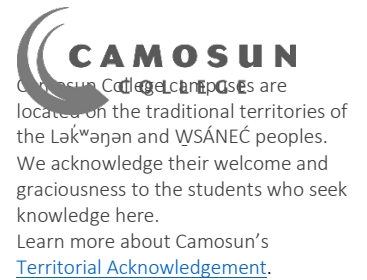 CAMOSUN
COLLEGE
Camosun College campuses are
located on the traditional territories of
the Lək̓ʷəŋən and W̱SÁNEĆ peoples.
We acknowledge their welcome and
graciousness to the students who seek
knowledge here.
Learn more about Camosun’s
Territorial Acknowledgement.